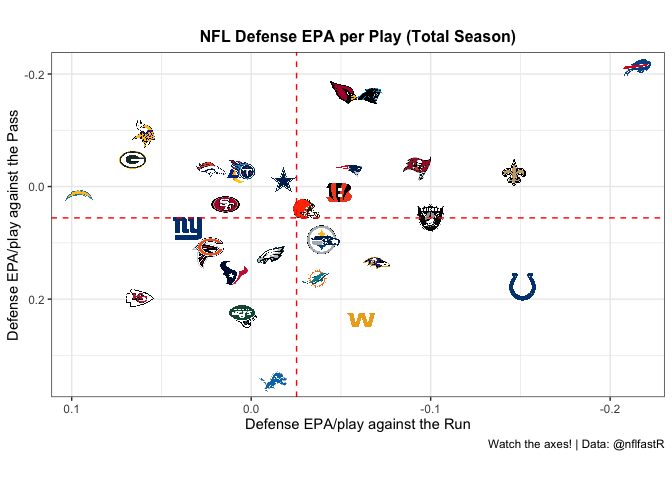 NFL Defense EPA per Play (Total Season)
Defense EPA/play against the Pass
-0.2
0.0
0.2
0.1
0.0
-0.1
-0.2
Defense EPA/play against the Run
Watch the axes! | Data: @nflfastR